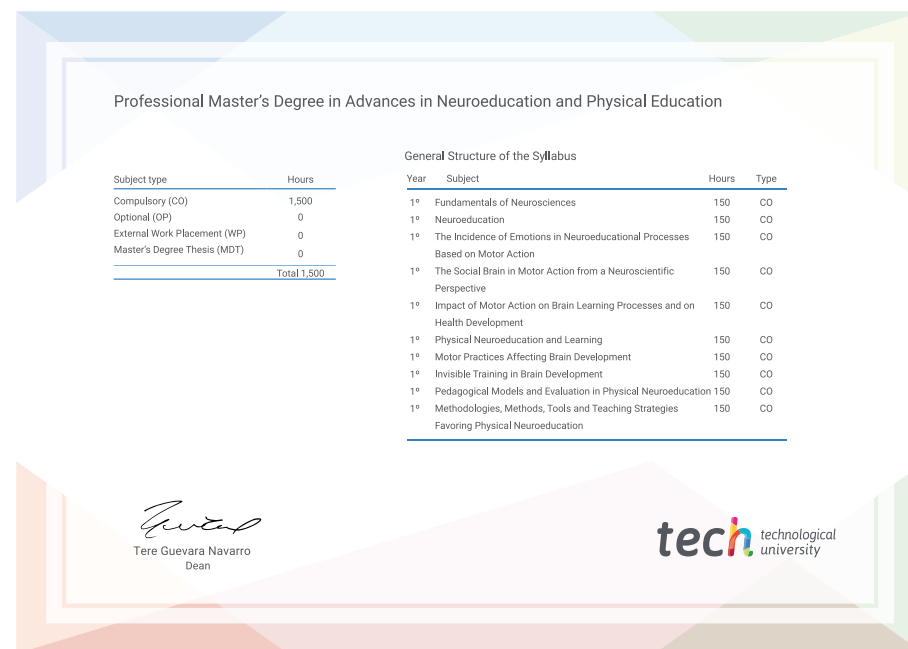 Professional Master's Degree in Advances in Neuroeducation and Physical Education
Subject type Hours
Compulsory (CO) 1,500
Optional (OP) 0
External Work Placement (WP) 0
Master's Degree Thesis (MDT) 0
Total 1,500
General Structure of the Syllabus
Year Subject Hours Type
1º Fundamentals of Neurosciences 150 CO
1º Neuroeducation 150 CO
1º The Incidence of Emotions in Neuroeducational Processes 150 CO
Based on Motor Action
1º The Social Brain in Motor Action from a Neuroscientific 150 CO
Perspective
1º Impact of Motor Action on Brain Learning Processes and on 150 CO
Health Development
1º Physical Neuroeducation and Learning 150 CO
1º Motor Practices Affecting Brain Development 150 CO
1º Invisible Training in Brain Development 150 CO
1º Pedagogical Models and Evaluation in Physical Neuroeducation 150 CO
1º Methodologies, Methods, Tools and Teaching Strategies 150 CO
Favoring Physical Neuroeducation
Tere Guevara Navarro
Dean
tech technological
university